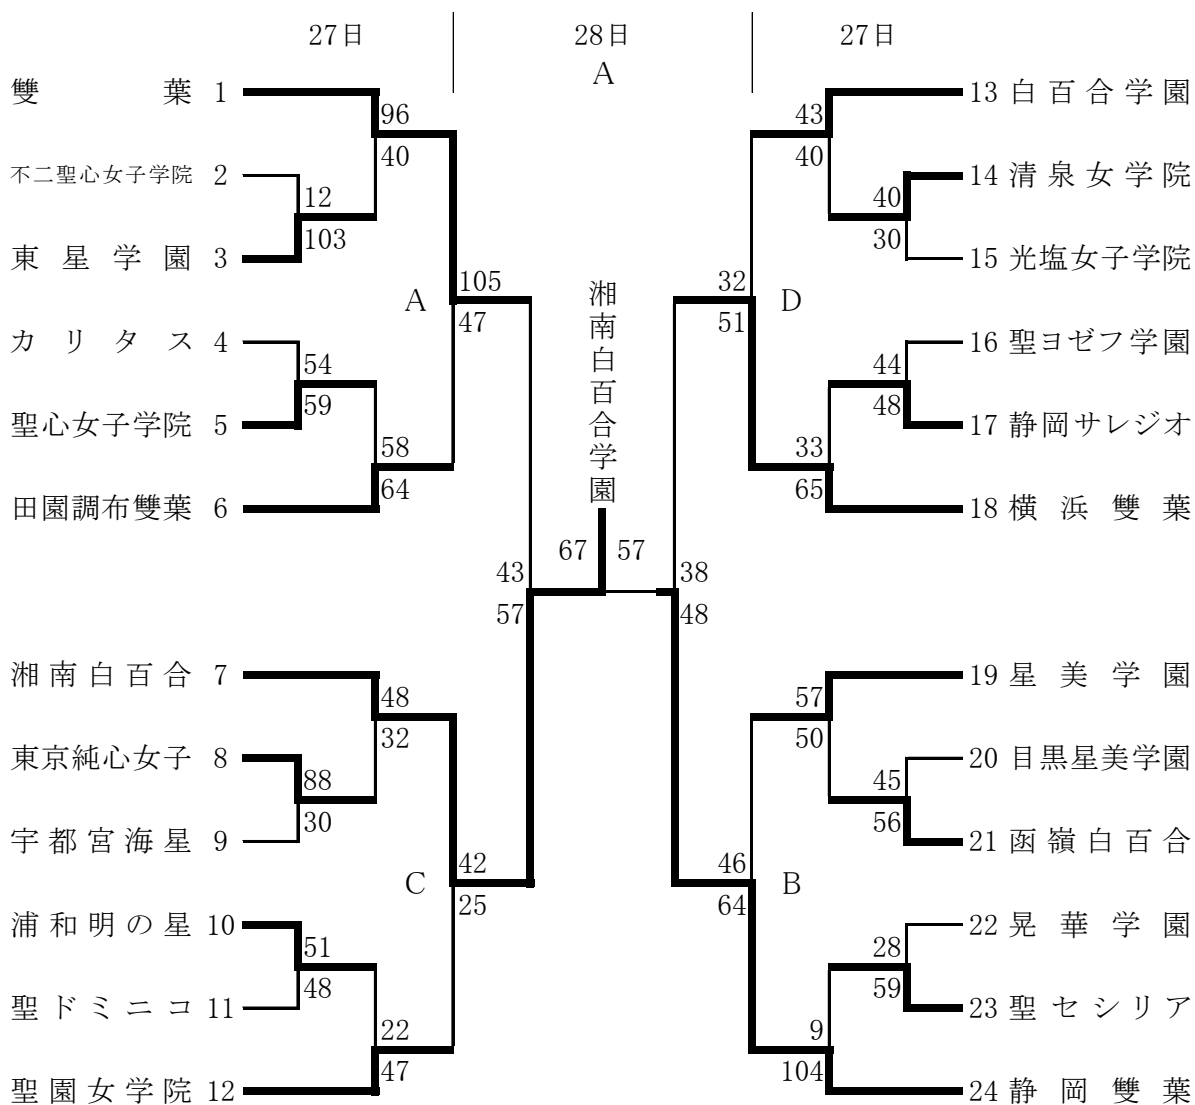 27日 28日 27日
A
雙葉 1 13 白百合学園
96 43
40 40
不二聖心女子学院 2 14 清泉女学院
12 40
103 30
東星学園 3 15 光塩女子学院
105 32
A D
47 51
湘南白百合学園
カリタス 4 16 聖ヨゼフ学園
54 44
59 48
聖心女子学院 5 17 静岡サレジオ
58 33
64 65
田園調布雙葉 6 18 横浜雙葉
67 57
43 38
57 48
湘南白百合 7 19 星美学園
48 57
32 50
東京純心女子 8 20 目黒星美学園
88 45
30 56
宇都宮海星 9 21 函嶺白百合
42 46
C B
25 64
浦和明の星 10 22 晃華学園
51 28
48 59
聖ドミニコ 11 23 聖セシリア
22 9
47 104
聖園女学院 12 24 静岡雙葉